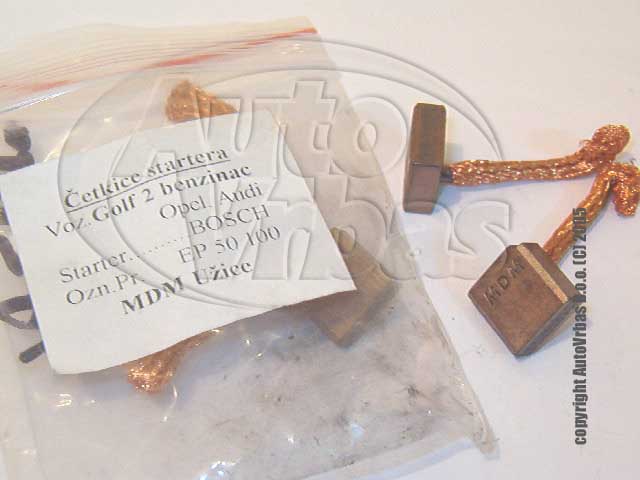 Četkice startera
Voz..Golf 2 benzinac
Opel. Audi
Starter.........BOSCH
Ozn.Pr. EP 50 100
MDM Užice
MDM
Auto
Vrbas
copyright AutoVrbas d.o.o. (C) 2005